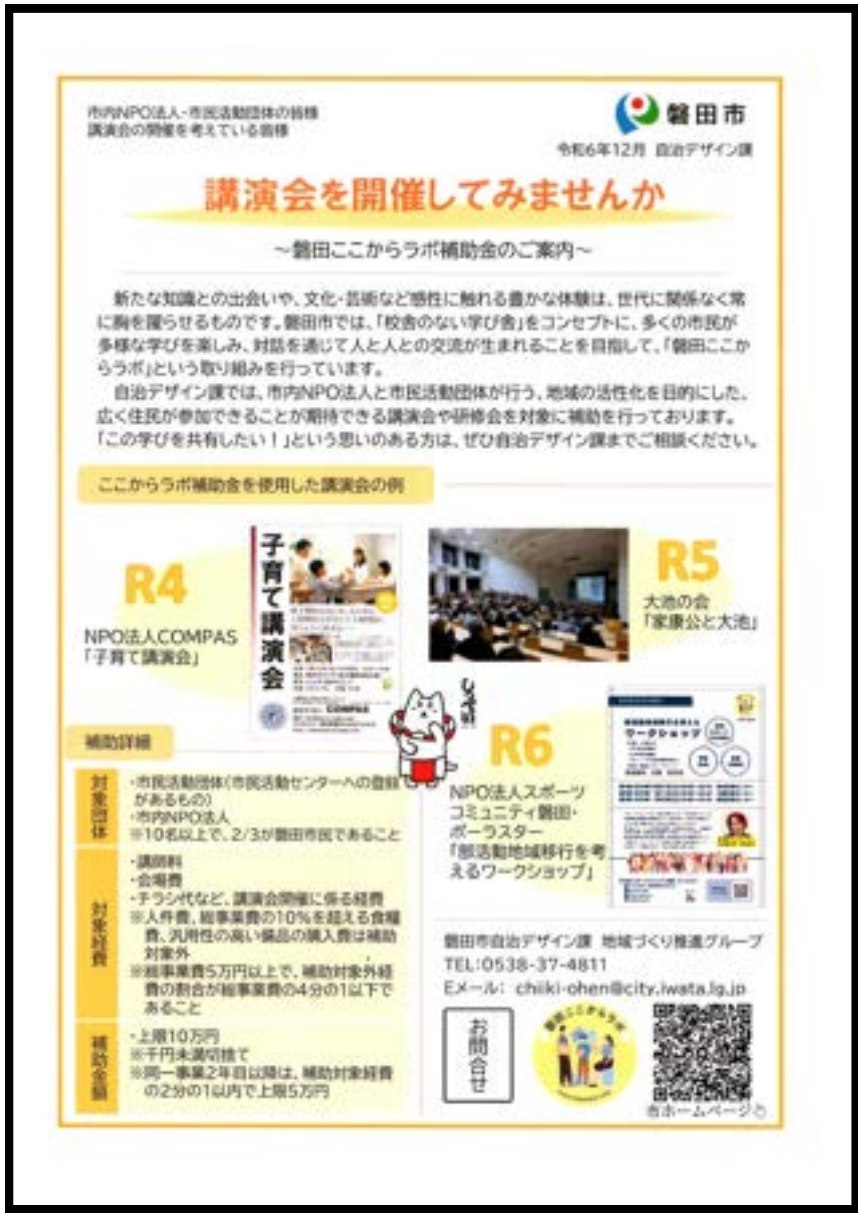 市内NPO法人・市民活動団体の皆様
講演会の開催を考えている皆様
磐田市
令和6年12月 自治デザイン課
講演会を開催してみませんか
～磐田ここからラボ補助金のご案内～
新たな知識との出会いや、文化・芸術など感性に触れる豊かな体験は、世代に関係なく常
に胸を躍らせるものです。磐田市では、「校舎のない学び舎」をコンセプトに、多くの市民が
多様な学びを楽しみ、対話を通じて人と人との交流が生まれることを目指して、「磐田ここか
らラボ」という取り組みを行っています。
自治デザイン課では、市内NPO法人と市民活動団体が行う、地域の活性化を目的にした、
広く住民が参加できることが期待できる講演会や研修会を対象に補助を行っております。
「この学びを共有したい！」という思いのある方は、ぜひ自治デザイン課までご相談ください。
ここからラボ補助金を使用した講演会の例
R4
NPO法人COMPAS
「子育て講演会」
子育て講演会
COMPAS
R5
大池の会
「家康公と大池」
R6
NPO法人スポーツ
コミュニティ磐田・
ポーラスター
「部活動地域移行を考
えるワークショップ」
ワークショップ
補助詳細
対象団体
・市民活動団体(市民活動センターへの登録
があるもの)
・市内NPO法人
※10名以上で、2/3が磐田市民であること
対象経費
・講師料
・会場費
・チラシ代など、講演会開催に係る経費
※人件費、総事業費の10%を超える食糧
費、汎用性の高い備品の購入費は補助
対象外
※総事業費5万円以上で、補助対象外経
費の割合が総事業費の4分の1以下で
あること
補助金額
・上限10万円
※千円未満切捨て
※同一事業2年目以降は、補助対象経費
の2分の1以内で上限5万円
磐田市自治デザイン課 地域づくり推進グループ
TEL:0538-37-4811
Eメール: chiiki-ohen@city.iwata.lg.jp
お問合せ
磐田ここからラボ
市ホームページ